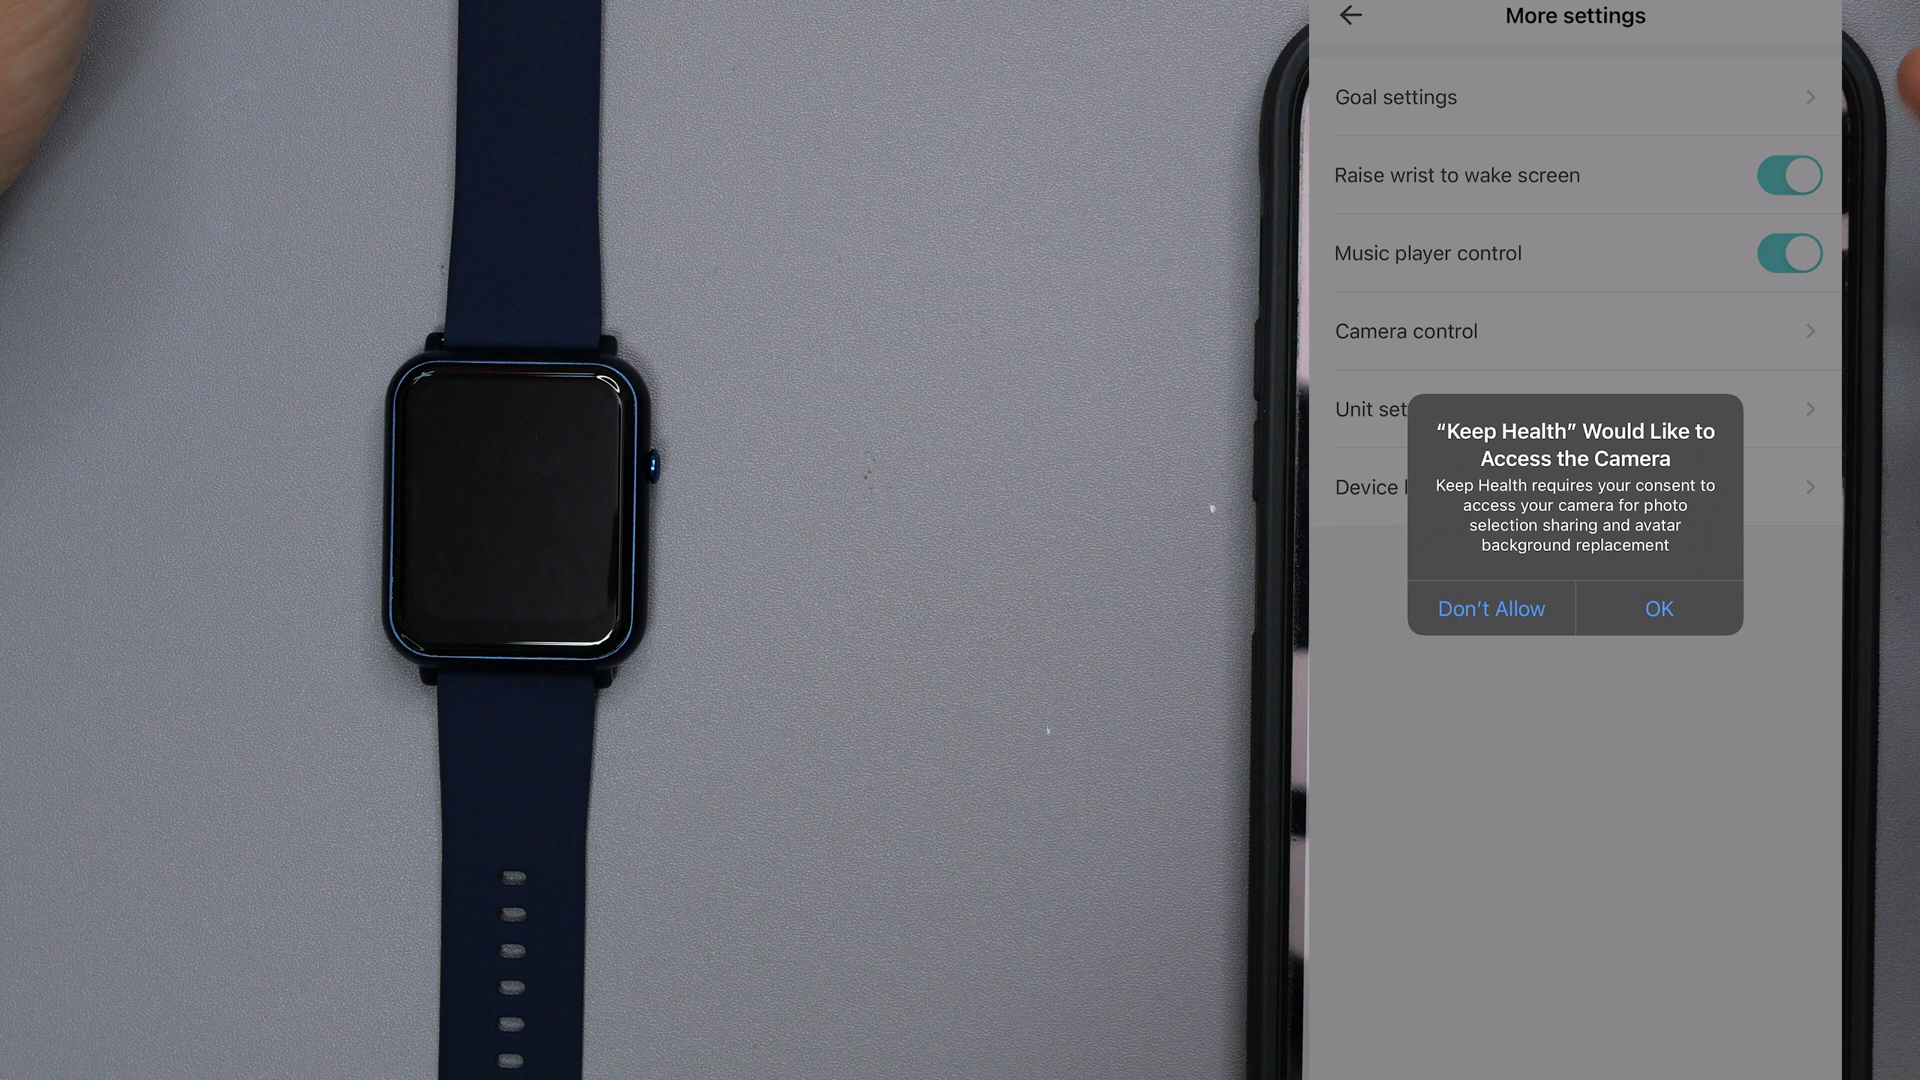 More settings
Goal settings
Raise wrist to wake screen
Music player control
Camera control
Unit set
Device
“Keep Health” Would Like to
Access the Camera
Keep Health requires your consent to
access your camera for photo
selection sharing and avatar
background replacement
Don’t Allow
OK